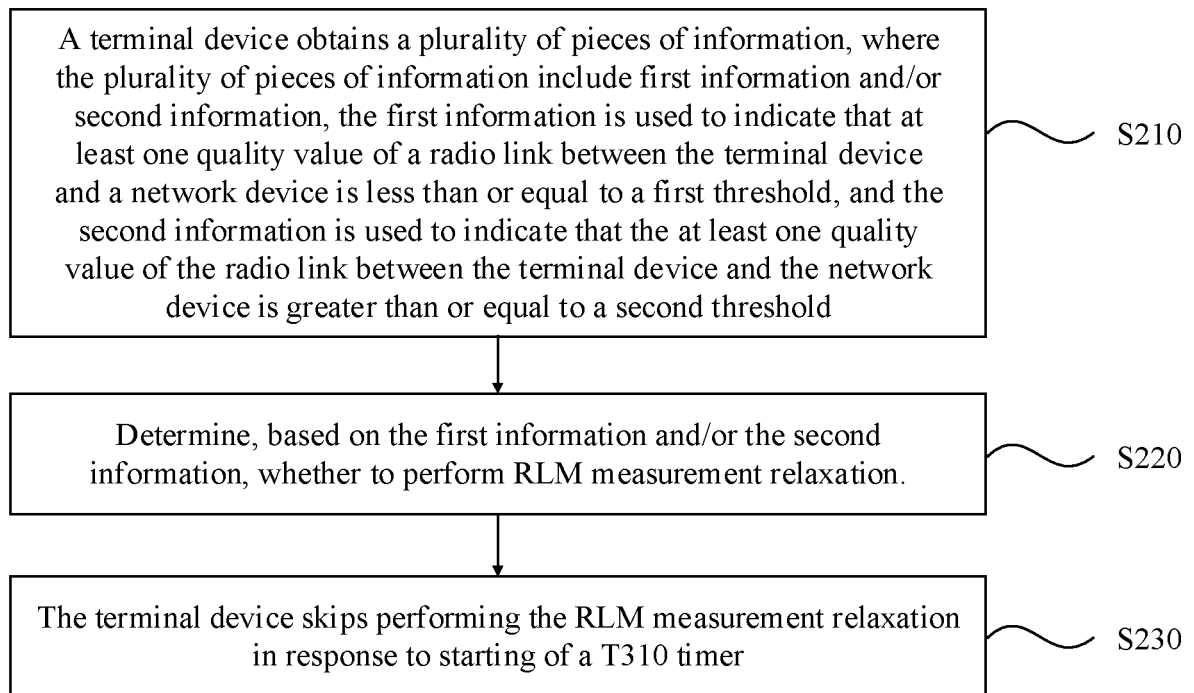 A terminal device obtains a plurality of pieces of information, where
the plurality of pieces of information include first information and/or
second information, the first information is used to indicate that at
least one quality value of a radio link between the terminal device
and a network device is less than or equal to a first threshold, and the
second information is used to indicate that the at least one quality
value of the radio link between the terminal device and the network
device is greater than or equal to a second threshold
S210
Determine, based on the first information and/or the second
information, whether to perform RLM measurement relaxation.
S220
The terminal device skips performing the RLM measurement relaxation
in response to starting of a T310 timer
S230